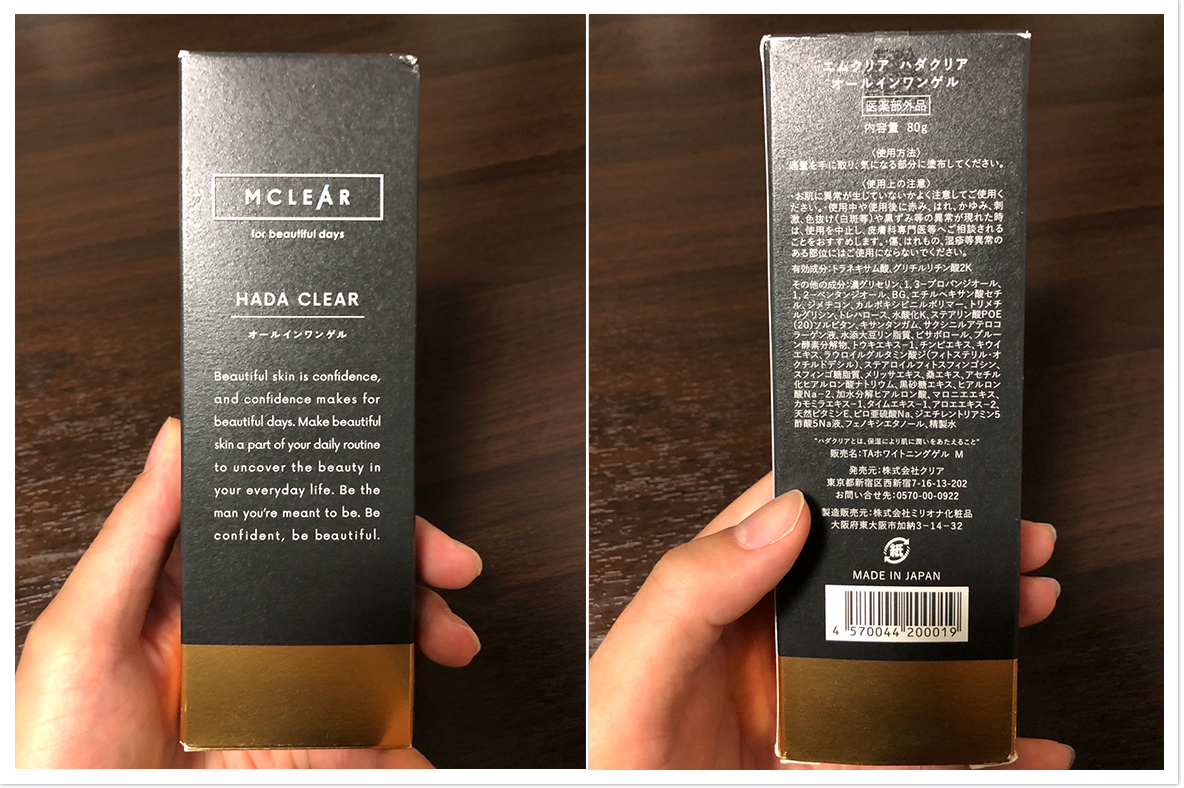 MCLEAR
for beautiful days
HADA CLEAR
オールインワンゲル
Beautiful skin is confidence,
and confidence makes for
beautiful days. Make beautiful
skin a part of your daily routine
to uncover the beauty in
your everyday life. Be the
man you're meant to be. Be
confident, be beautiful.
エムクリア ハダクリア
オールインワンゲル
医薬部外品
内容量 80g
〈使用方法〉
適量を手に取り、気になる部分に塗布してください。
〈使用上の注意〉
・お肌に異常が生じていないかよく注意してご使用く
ださい。・使用中や使用後に赤み、はれ、かゆみ、刺
激、色抜け(白斑等)や黒ずみ等の異常が現れた時
は、使用を中止し、皮膚科専門医等へご相談される
ことをおすすめします。・傷、はれもの、湿疹等異常の
ある部位にはご使用にならないでください。
有効成分:トラネキサム酸、グリチルリチン酸2K
その他の成分:濃グリセリン、1,3-プロパンジオール、
1,2-ペンタンジオール、BG、エチルヘキサン酸セチ
ル、ジメチコン、カルボキシビニルポリマー、トリメチ
ルグリシン、トレハロース、水酸化K、ステアリン酸POE
(20)ソルビタン、キサンタンガム、サクシニルアテロコ
ラーゲン液、水添大豆リン脂質、ビサボロール、プルー
ン酵素分解物、トウキエキス-1、チンピエキス、キウイ
エキス、ラウロイルグルタミン酸ジ(フィトステリル・オ
クチルドデシル)、ステアロイルフィトスフィンゴシン、
スフィンゴ糖脂質、メリッサエキス、桑エキス、アセチル
化ヒアルロン酸ナトリウム、黒砂糖エキス、ヒアルロン
酸Na-2、加水分解ヒアルロン酸、マロニエエキス、
カモミラエキス-1、タイムエキス-1、アロエエキス-2、
天然ビタミンE、ピロ亜硫酸Na、ジエチレントリアミン5
酢酸5Na液、フェノキシエタノール、精製水
"ハダクリアとは、保湿により肌に潤いをあたえること"
販売名:TAホワイトニングゲル M
発売元:株式会社クリア
東京都新宿区西新宿7-16-13-202
お問い合せ先:0570-00-0922
製造販売元:株式会社ミリオナ化粧品
大阪府東大阪市加納3-14-32
紙
MADE IN JAPAN
4 570044 200019